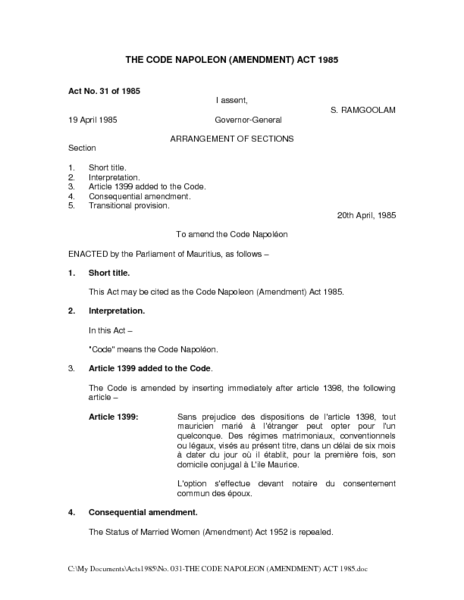 THE CODE NAPOLEON (AMENDMENT) ACT 1985
Act No. 31 of 1985
I assent,
S. RAMGOOLAM
19 April 1985 Governor-General
ARRANGEMENT OF SECTIONS
Section
1. Short title.
2. Interpretation.
3. Article 1399 added to the Code.
4. Consequential amendment.
5. Transitional provision.
20th April, 1985
To amend the Code Napoléon
ENACTED by the Parliament of Mauritius, as follows –
1. Short title.
This Act may be cited as the Code Napoleon (Amendment) Act 1985.
2. Interpretation.
In this Act –
"Code" means the Code Napoléon.
3. Article 1399 added to the Code.
The Code is amended by inserting immediately after article 1398, the following
article –
Article 1399: Sans prejudice des dispositions de l'article 1398, tout
mauricien marié à l'étranger peut opter pour l'un
quelconque. Des régimes matrimoniaux, conventionnels
ou légaux, visés au présent titre, dans un délai de six mois
à dater du jour où il établit, pour la première fois, son
domicile conjugal à L'ile Maurice.
L'option s'effectue devant notaire du consentement
commun des époux.
4. Consequential amendment.
The Status of Married Women (Amendment) Act 1952 is repealed.
C:\My Documents\Acts1985\No. 031-THE CODE NAPOLEON (AMENDMENT) ACT 1985.doc